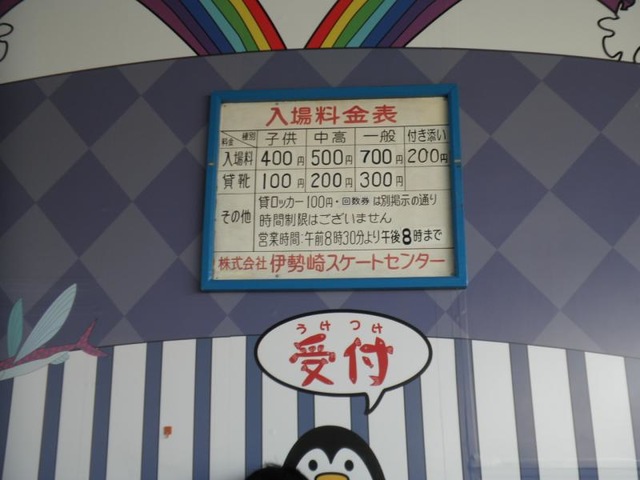 入場料金表
料金 種別 子供 中高 一般 付き添い
入場料 400円 500円 700円 200円
貸靴 100円 200円 300円
その他 貸ロッカー100円・回数券は別掲示の通り
時間制限はございません
営業時間:午前8時30分より午後8時まで
株式会社 伊勢崎スケートセンター
うけつけ
受付